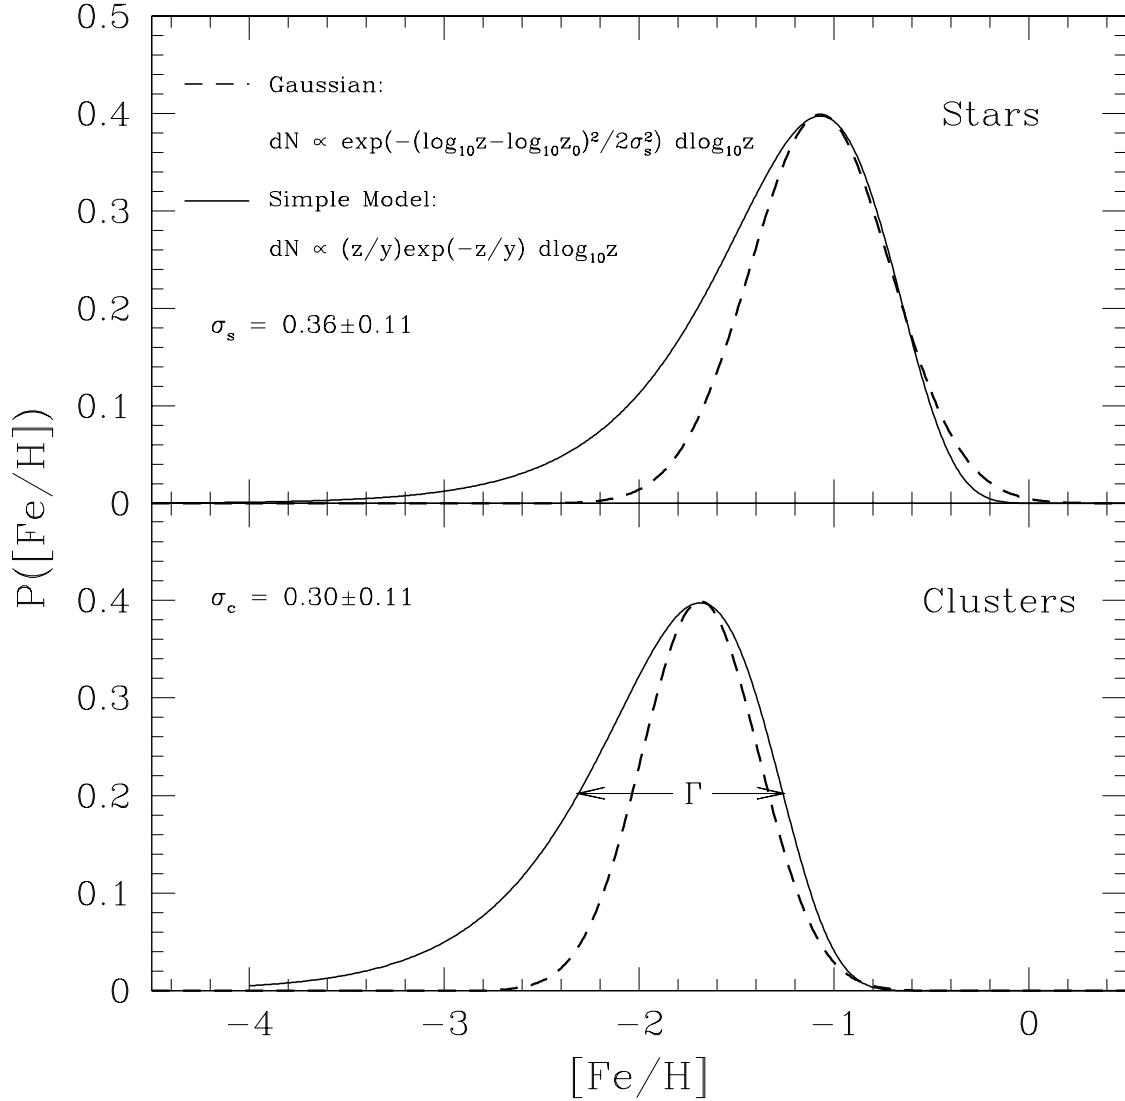 0.5
Gaussian:
Stars
0.4
dN ∝ exp(−(log₁₀z−log₁₀z₀)²/2σₛ²) dlog₁₀z
Simple Model:
0.3
dN ∝ (z/y)exp(−z/y) dlog₁₀z
σₛ = 0.36±0.11
0.2
0.1
0
P([Fe/H])
σ_c = 0.30±0.11
Clusters
0.4
0.3
0.2
Γ
0.1
0
−4 −3 −2 −1 0
[Fe/H]